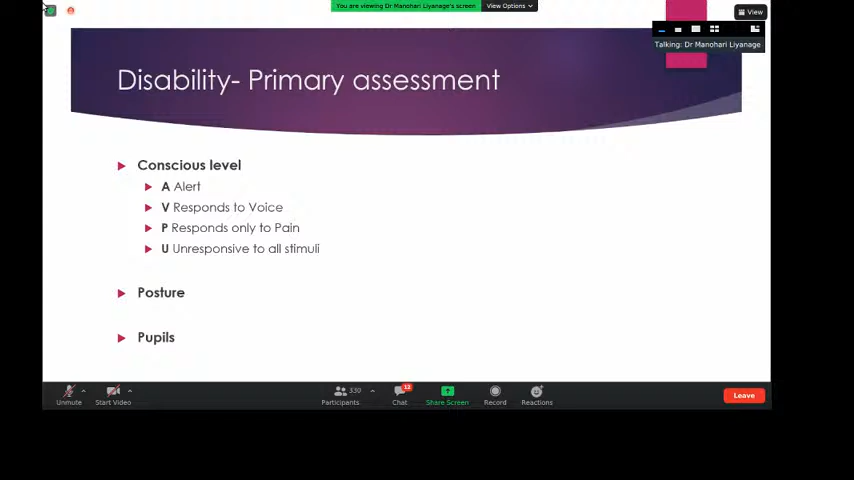 You are viewing Dr Manohari Liyanage's screen
View Options
View
Talking: Dr Manohari Liyanage
Disability- Primary assessment
Conscious level
A Alert
V Responds to Voice
P Responds only to Pain
U Unresponsive to all stimuli
Posture
Pupils
330
12
Unmute
Start Video
Participants
Chat
Share Screen
Record
Reactions
Leave